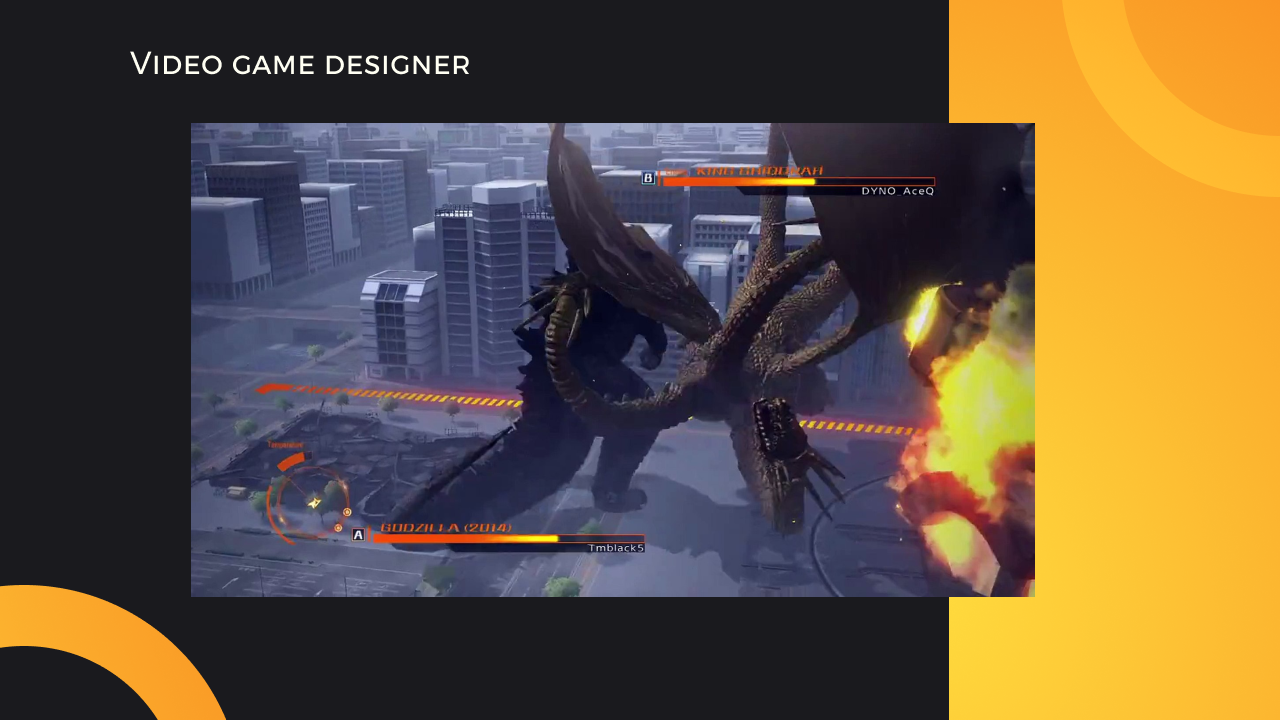 Video game designer
B
KING GHIDORAH
DYNO_AceQ
A
GODZILLA (2014)
Tmblack5